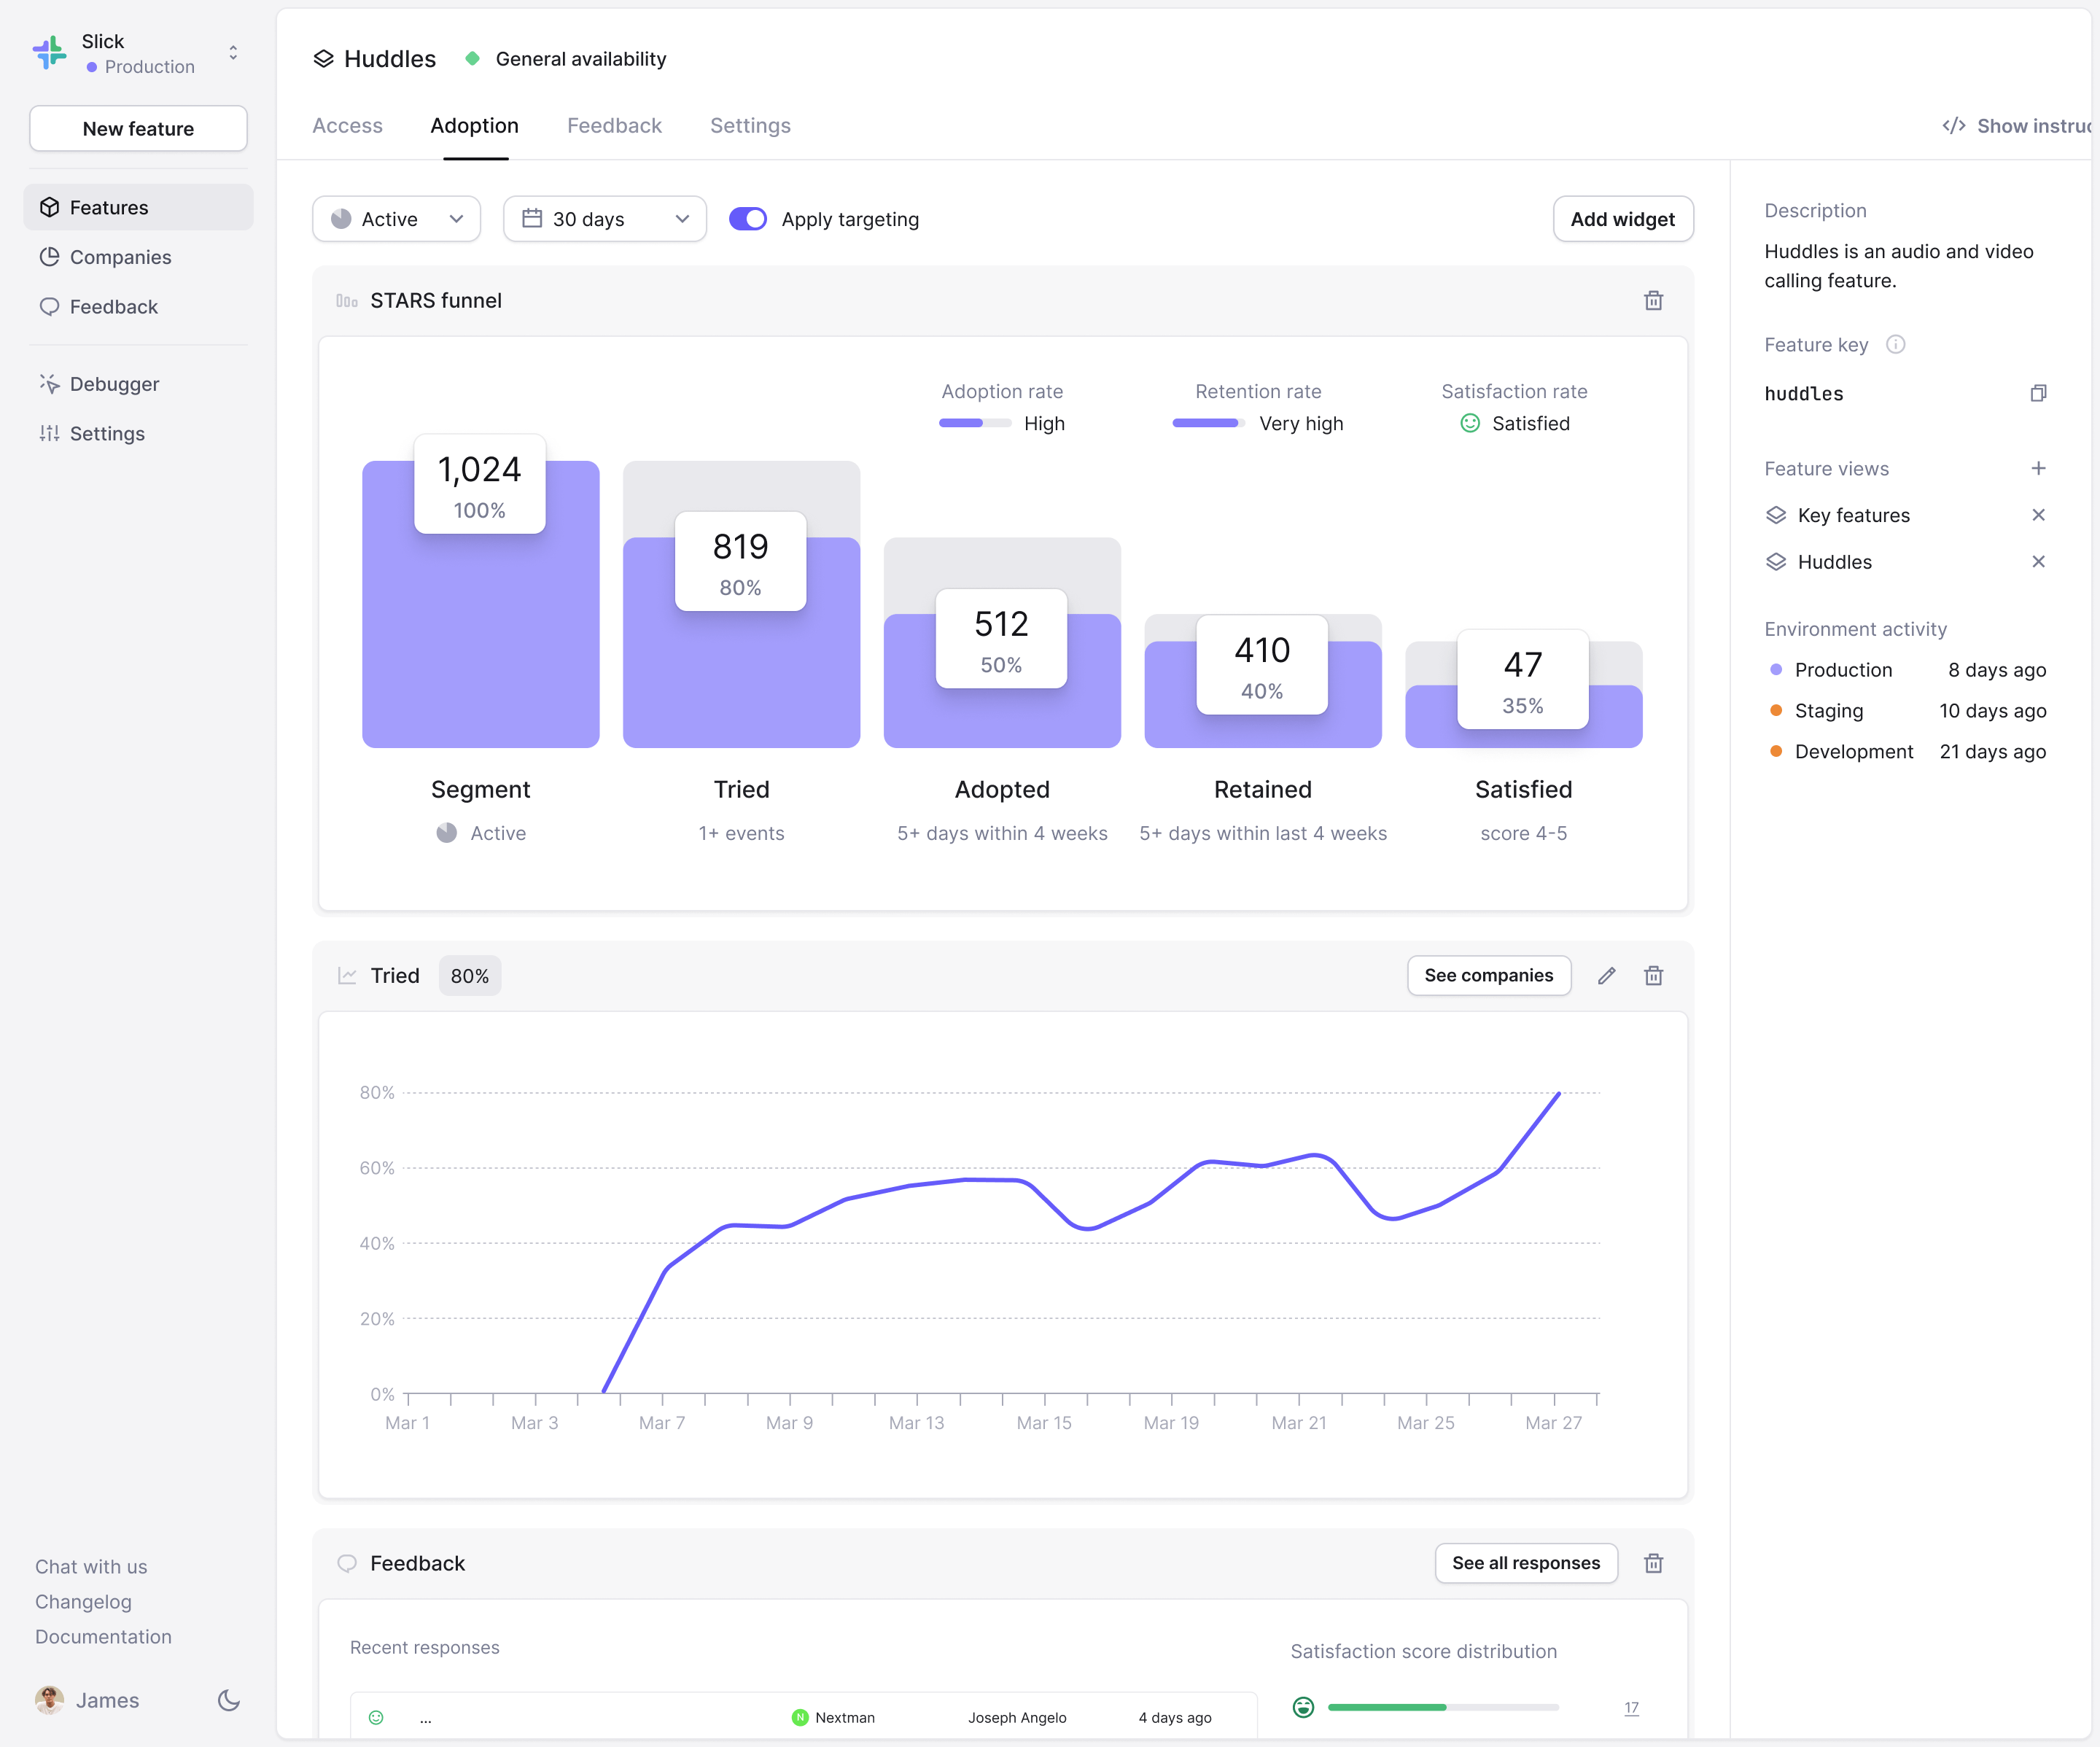 Slick
Production
New feature
Features
Companies
Feedback
Debugger
Settings
Chat with us
Changelog
Documentation
James
Huddles General availability
Access Adoption Feedback Settings
</> Show instruc
Active 30 days Apply targeting Add widget
STARS funnel
Adoption rate Retention rate Satisfaction rate
High Very high Satisfied
1,024
100%
819
80%
512
50%
410
40%
47
35%
Segment Tried Adopted Retained Satisfied
Active 1+ events 5+ days within 4 weeks 5+ days within last 4 weeks score 4-5
Tried 80% See companies
80%
60%
40%
20%
0%
Mar 1 Mar 3 Mar 7 Mar 9 Mar 13 Mar 15 Mar 19 Mar 21 Mar 25 Mar 27
Feedback See all responses
Recent responses Satisfaction score distribution
... N Nextman Joseph Angelo 4 days ago 17
Description
Huddles is an audio and video
calling feature.
Feature key
huddles
Feature views
Key features
Huddles
Environment activity
Production 8 days ago
Staging 10 days ago
Development 21 days ago